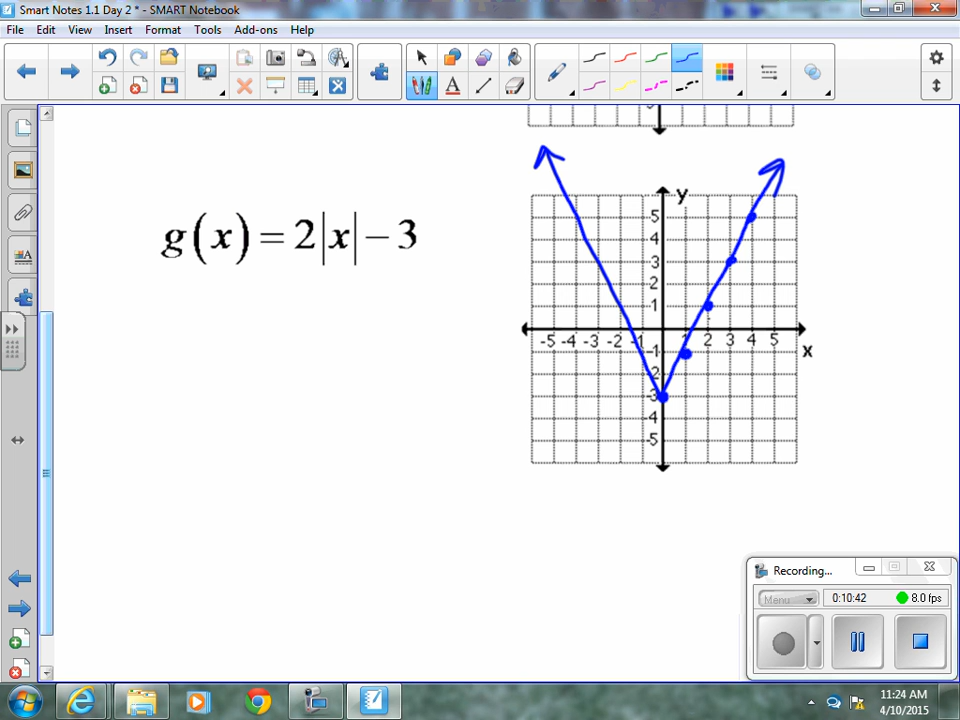 Smart Notes 1.1 Day 2 * - SMART Notebook
File Edit View Insert Format Tools Add-ons Help
g(x) = 2|x| − 3
y
5
4
3
2
1
-5 -4 -3 -2 -1 1 2 3 4 5
x
-1
-2
-3
-4
-5
Recording...
Menu 0:10:42 8.0 fps
11:24 AM
4/10/2015